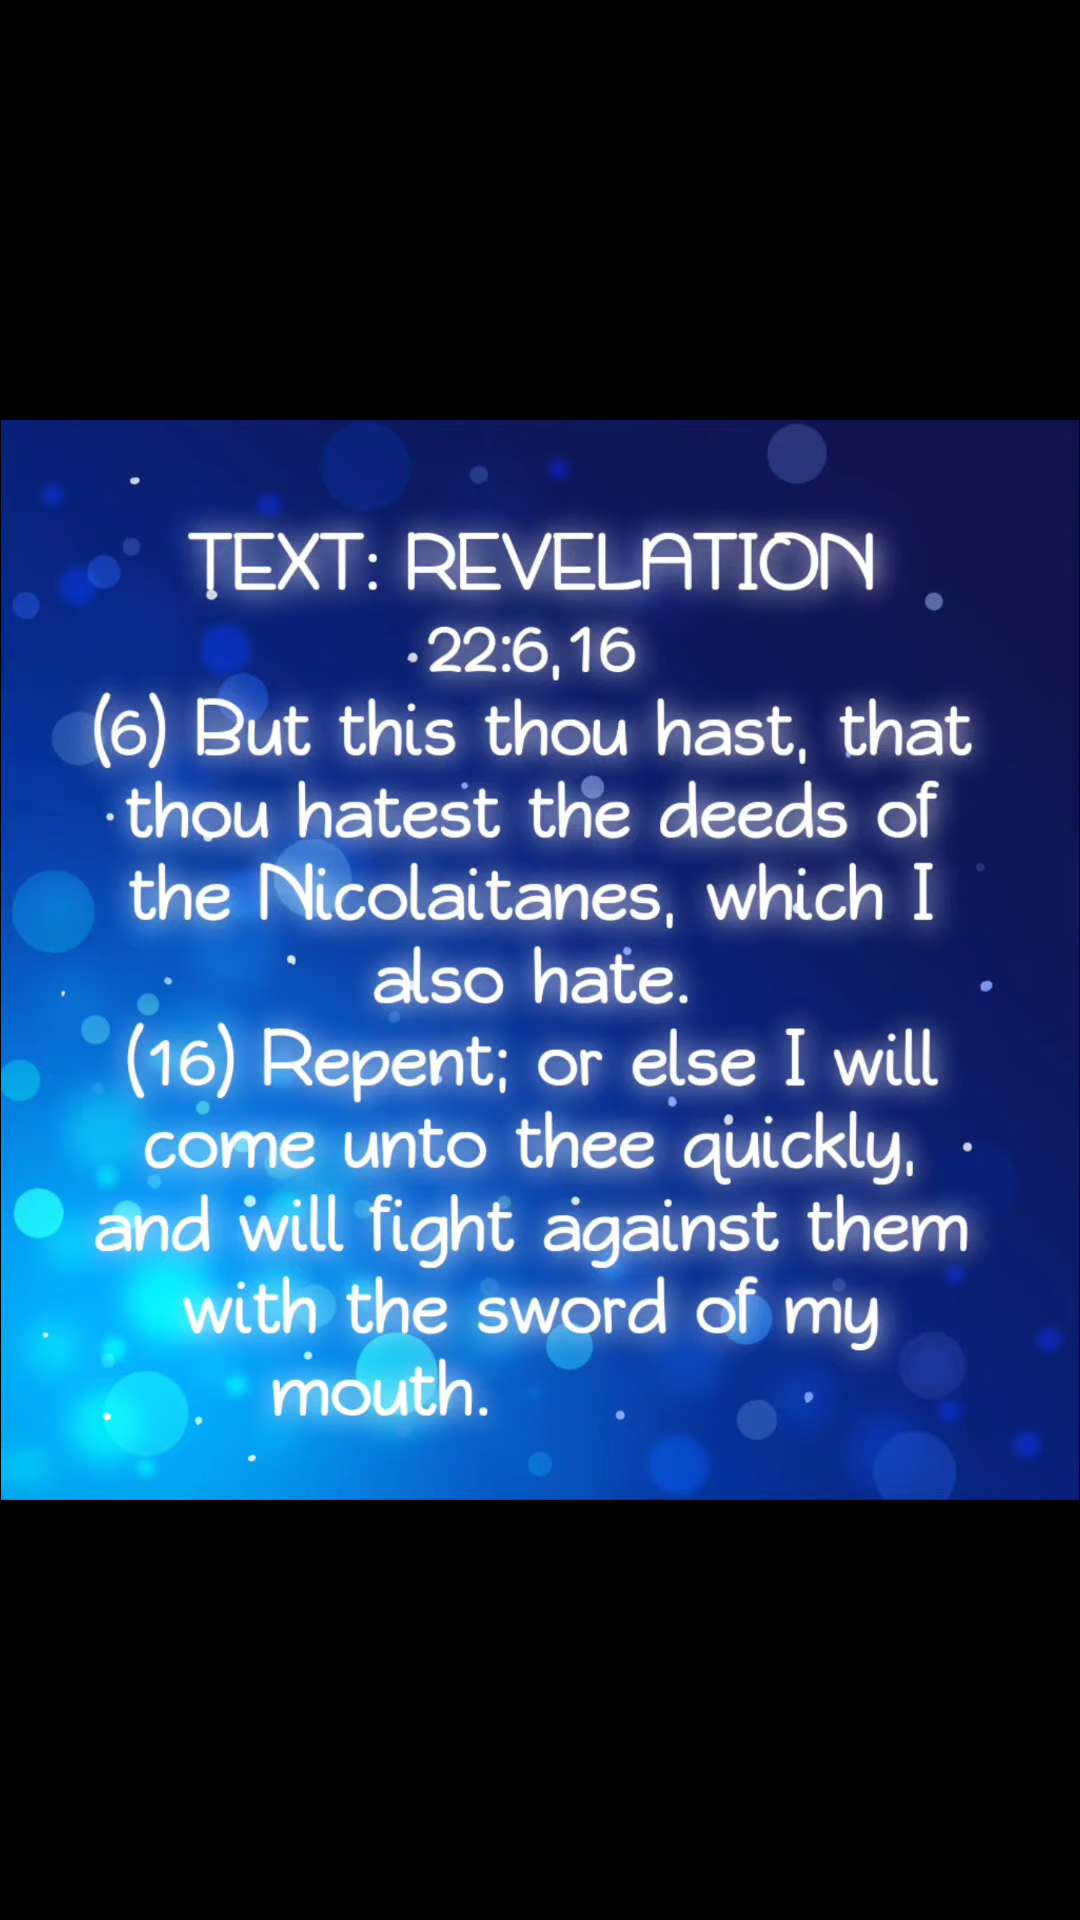 TEXT: REVELATION
22:6,16
(6) But this thou hast, that
thou hatest the deeds of
the Nicolaitanes, which I
also hate.
(16) Repent; or else I will
come unto thee quickly,
and will fight against them
with the sword of my
mouth.